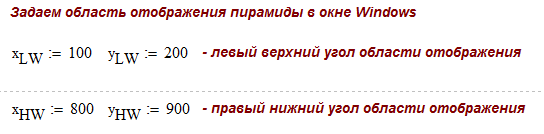 Задаем область отображения пирамиды в окне Windows
xLW := 100 yLW := 200 - левый верхний угол области отображения
xHW := 800 yHW := 900 - правый нижний угол области отображения